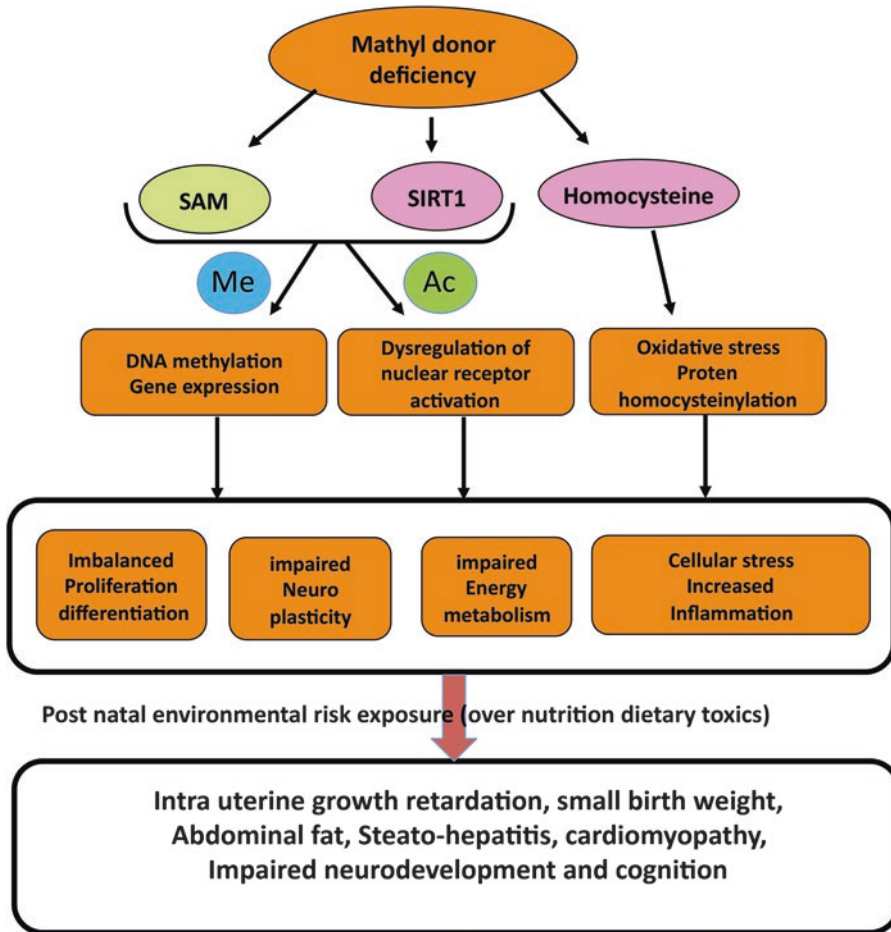 Mathyl donor
deficiency
SAM
SIRT1
Homocysteine
Me
Ac
DNA methylation
Gene expression
Dysregulation of
nuclear receptor
activation
Oxidative stress
Proten
homocysteinylation
Imbalanced
Proliferation
differentiation
impaired
Neuro
plasticity
impaired
Energy
metabolism
Cellular stress
Increased
Inflammation
Post natal environmental risk exposure (over nutrition dietary toxics)
Intra uterine growth retardation, small birth weight,
Abdominal fat, Steato-hepatitis, cardiomyopathy,
Impaired neurodevelopment and cognition